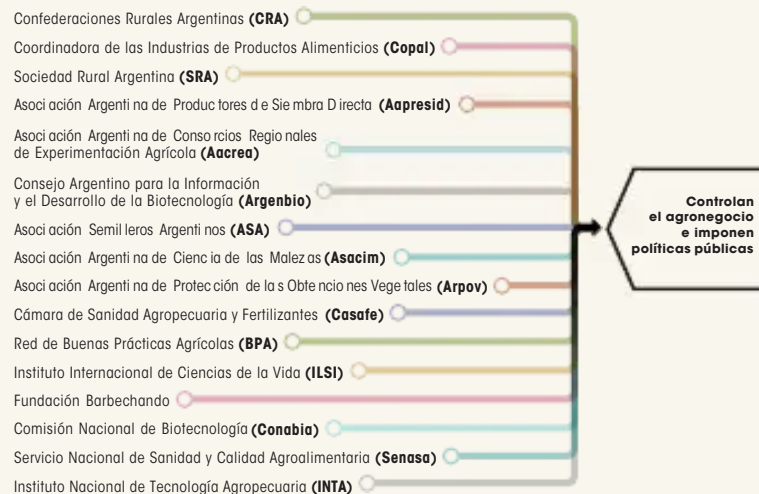 Confederaciones Rurales Argentinas (CRA)
Coordinadora de las Industrias de Productos Alimenticios (Copal)
Sociedad Rural Argentina (SRA)
Asociación Argentina de Productores de Siembra Directa (Aapresid)
Asociación Argentina de Consorcios Regionales
de Experimentación Agrícola (Aacrea)
Consejo Argentino para la Información
y el Desarrollo de la Biotecnología (Argenbio)
Asociación Semilleros Argentinos (ASA)
Asociación Argentina de Ciencia de las Malezas (Asacim)
Asociación Argentina de Protección de las Obtenciones Vegetales (Arpov)
Cámara de Sanidad Agropecuaria y Fertilizantes (Casafe)
Red de Buenas Prácticas Agrícolas (BPA)
Instituto Internacional de Ciencias de la Vida (ILSI)
Fundación Barbechando
Comisión Nacional de Biotecnología (Conabia)
Servicio Nacional de Sanidad y Calidad Agroalimentaria (Senasa)
Instituto Nacional de Tecnología Agropecuaria (INTA)
Controlan
el agronegocio
e imponen
políticas públicas